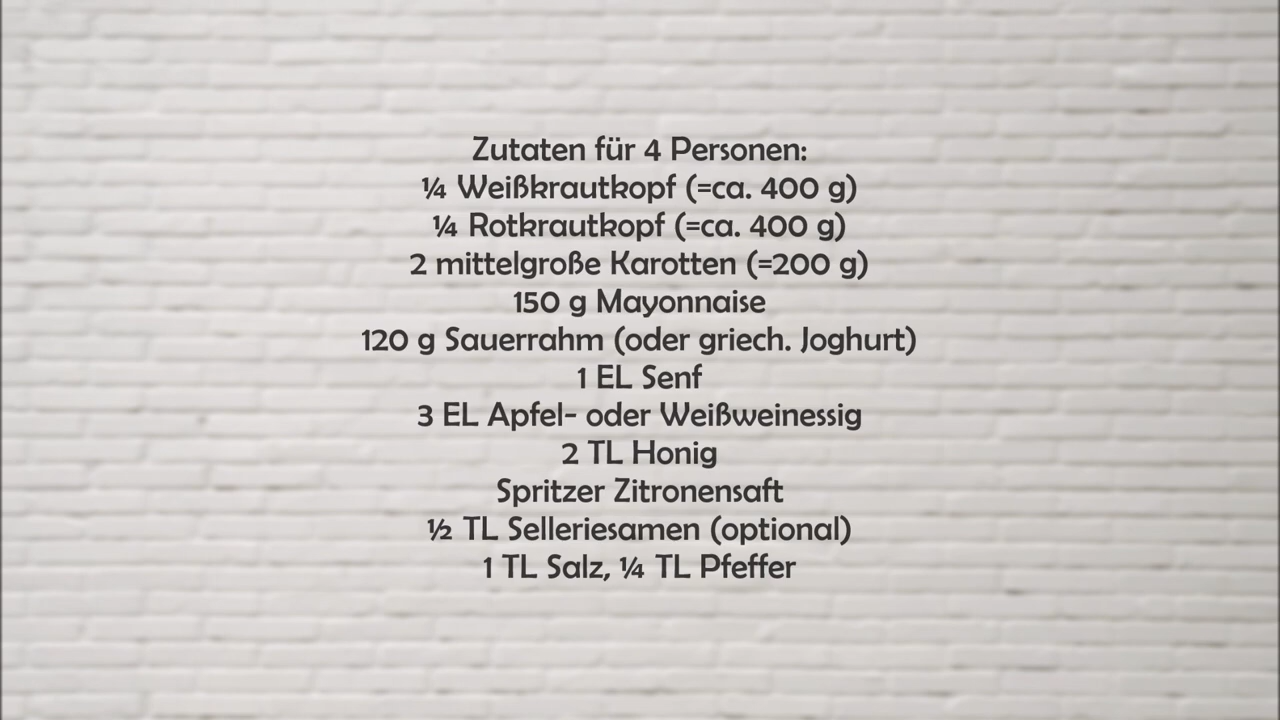 Zutaten für 4 Personen:
¼ Weißkrautkopf (=ca. 400 g)
¼ Rotkrautkopf (=ca. 400 g)
2 mittelgroße Karotten (=200 g)
150 g Mayonnaise
120 g Sauerrahm (oder griech. Joghurt)
1 EL Senf
3 EL Apfel- oder Weißweinessig
2 TL Honig
Spritzer Zitronensaft
½ TL Selleriesamen (optional)
1 TL Salz, ¼ TL Pfeffer